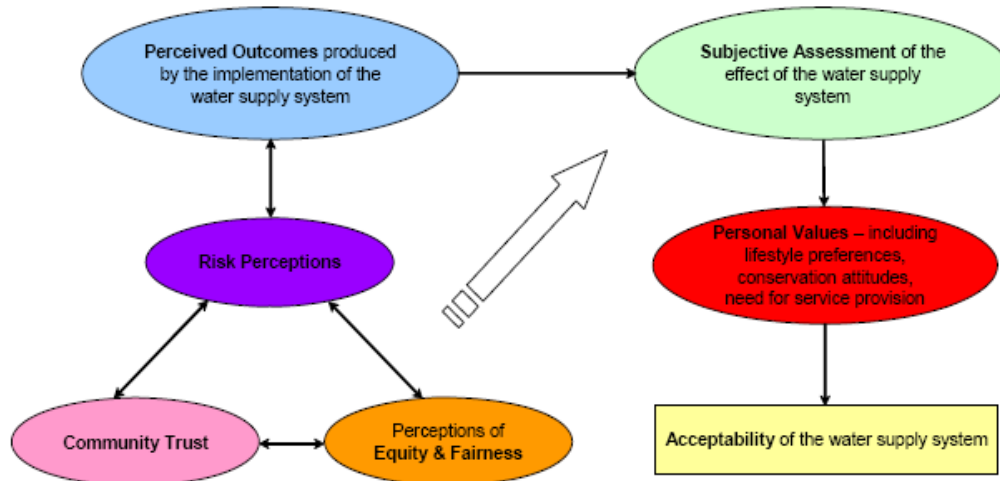 Perceived Outcomes produced
by the implementation of the
water supply system
Subjective Assessment of the
effect of the water supply
system
Risk Perceptions
Personal Values – including
lifestyle preferences,
conservation attitudes,
need for service provision
Community Trust
Perceptions of
Equity & Fairness
Acceptability of the water supply system